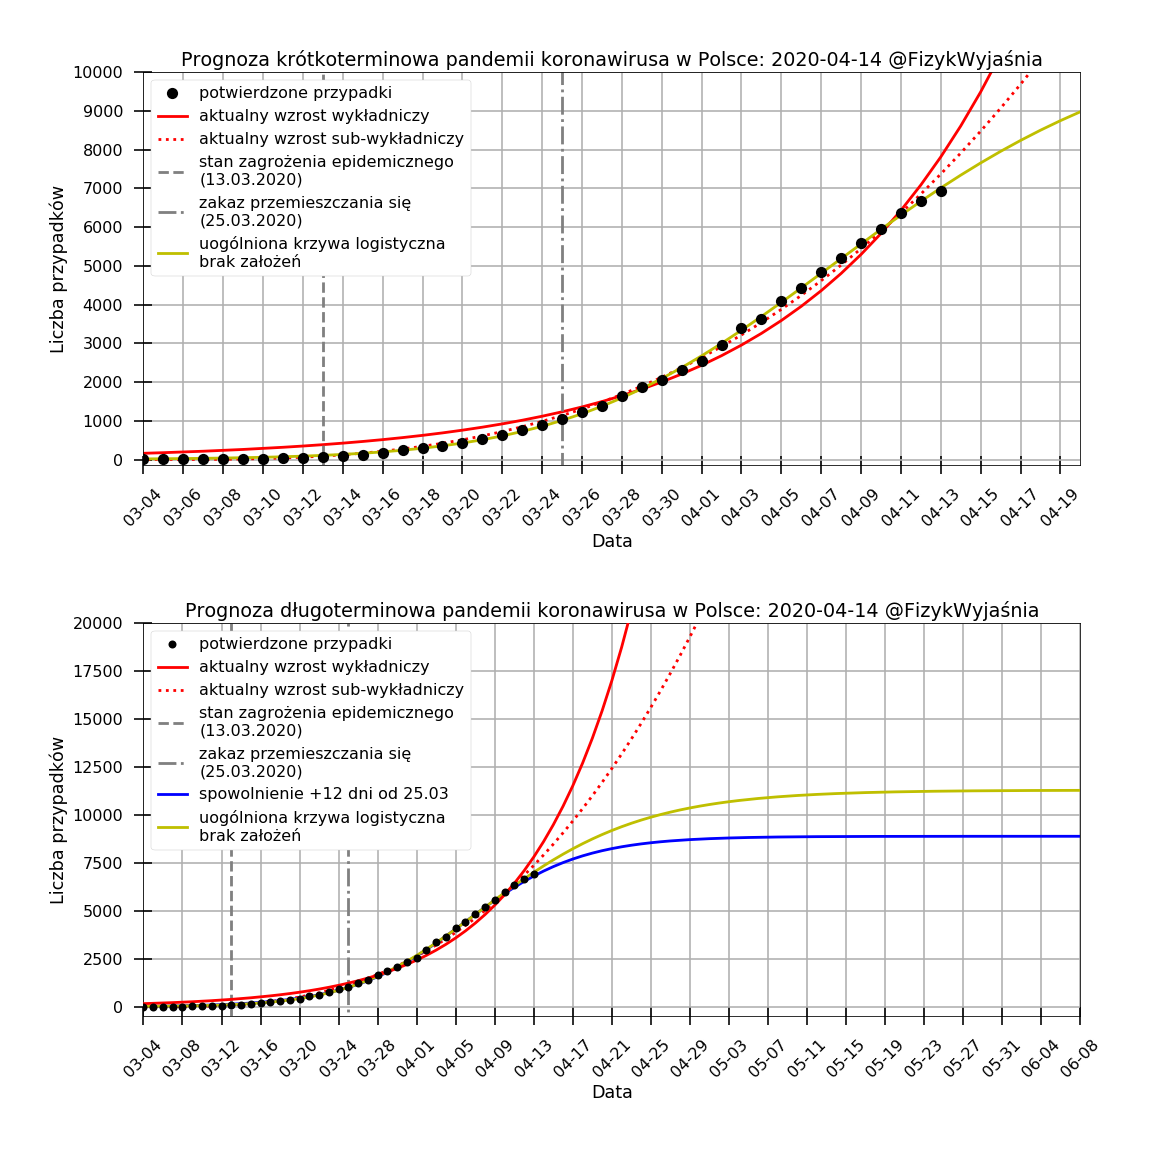 Prognoza krótkoterminowa pandemii koronawirusa w Polsce: 2020-04-14 @FizykWyjaśnia
10000
9000
8000
7000
6000
5000
4000
3000
2000
1000
0
Liczba przypadków
potwierdzone przypadki
aktualny wzrost wykładniczy
aktualny wzrost sub-wykładniczy
stan zagrożenia epidemicznego
(13.03.2020)
zakaz przemieszczania się
(25.03.2020)
uogólniona krzywa logistyczna
brak założeń
03-04 03-06 03-08 03-10 03-12 03-14 03-16 03-18 03-20 03-22 03-24 03-26 03-28 03-30 04-01 04-03 04-05 04-07 04-09 04-11 04-13 04-15 04-17 04-19
Data
Prognoza długoterminowa pandemii koronawirusa w Polsce: 2020-04-14 @FizykWyjaśnia
20000
17500
15000
12500
10000
7500
5000
2500
0
Liczba przypadków
potwierdzone przypadki
aktualny wzrost wykładniczy
aktualny wzrost sub-wykładniczy
stan zagrożenia epidemicznego
(13.03.2020)
zakaz przemieszczania się
(25.03.2020)
spowolnienie +12 dni od 25.03
uogólniona krzywa logistyczna
brak założeń
03-04 03-08 03-12 03-16 03-20 03-24 03-28 04-01 04-05 04-09 04-13 04-17 04-21 04-25 04-29 05-03 05-07 05-11 05-15 05-19 05-23 05-27 05-31 06-04 06-08
Data